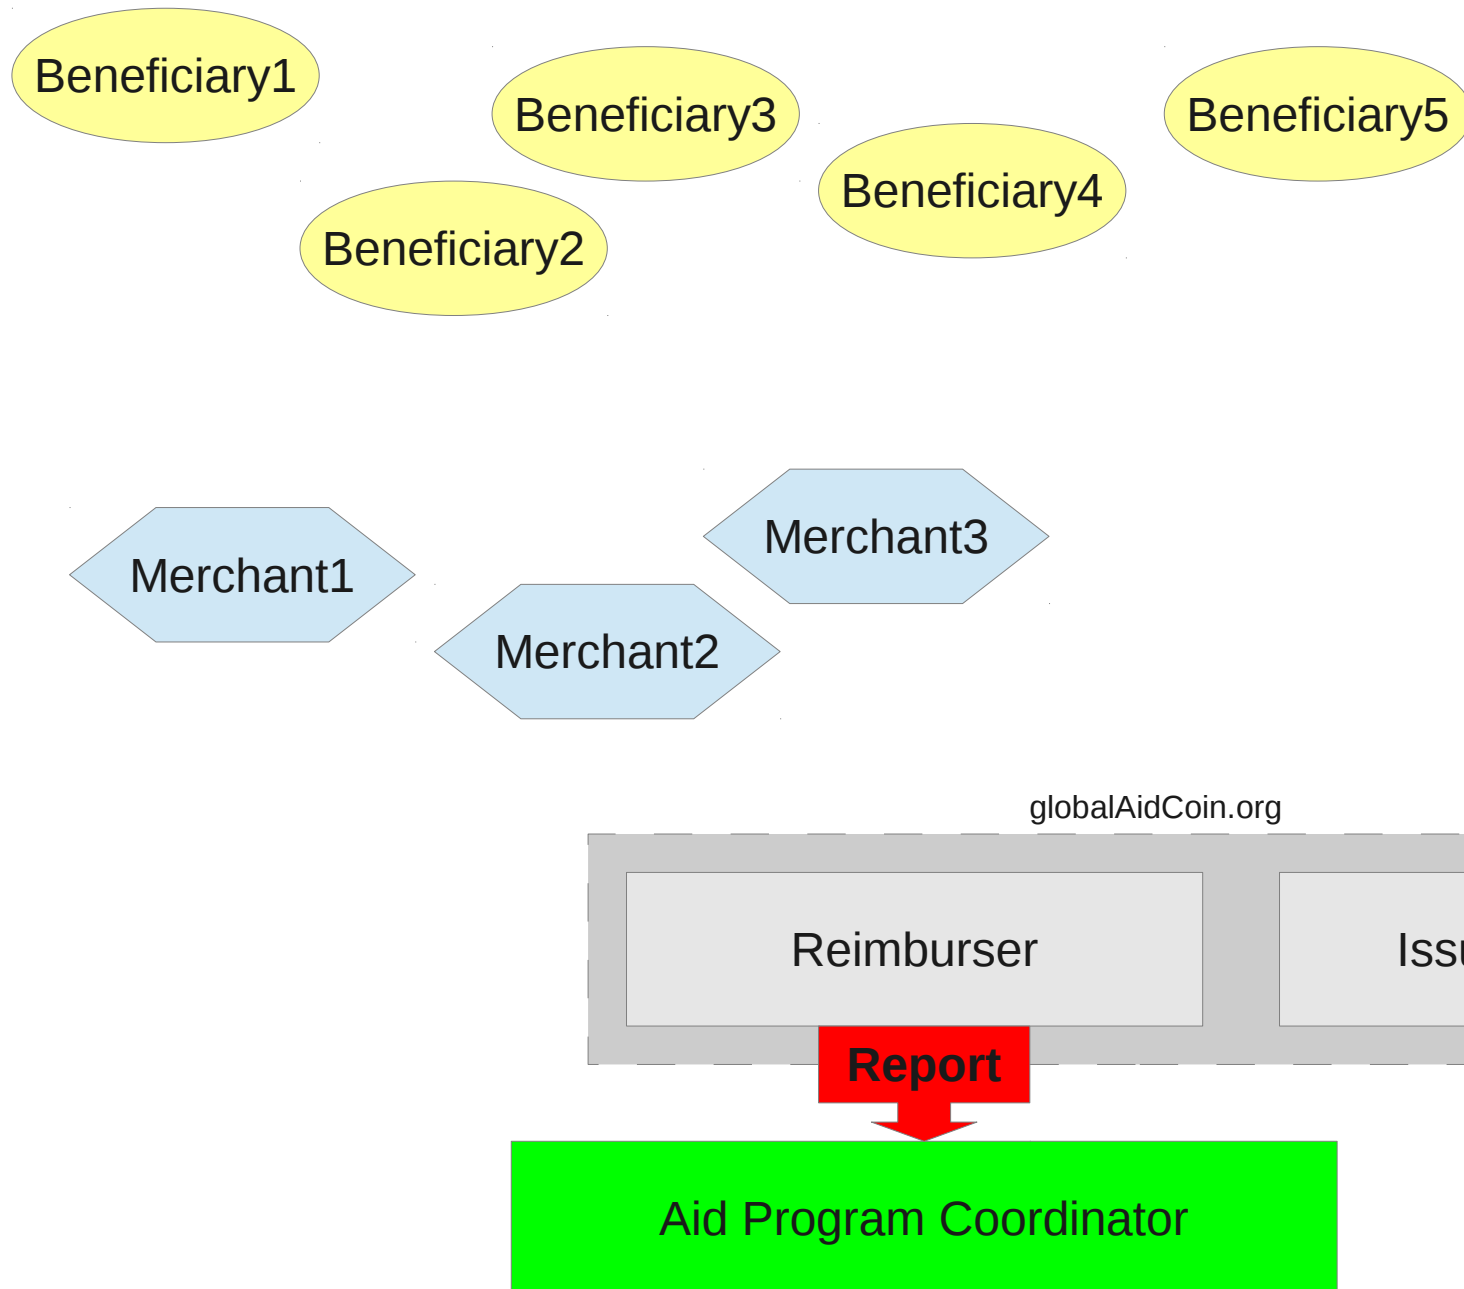 Beneficiary1
Beneficiary3
Beneficiary5
Beneficiary4
Beneficiary2
Merchant3
Merchant1
Merchant2
globalAidCoin.org
Reimburser
Report
Aid Program Coordinator